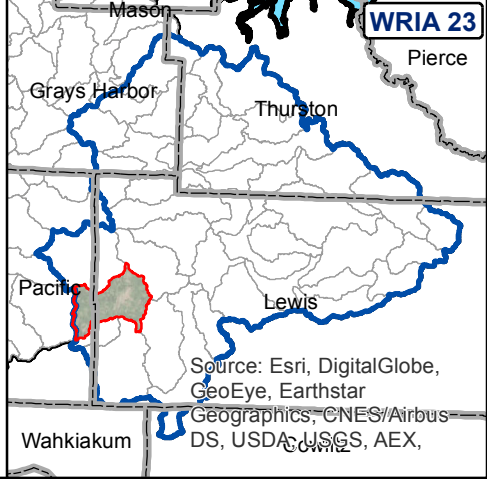 Mason
WRIA 23
Pierce
Grays Harbor
Thurston
Pacific
Lewis
Source: Esri, DigitalGlobe,
GeoEye, Earthstar
Geographics, CNES/Airbus
DS, USDA, USGS, AEX,
Wahkiakum
Cowlitz